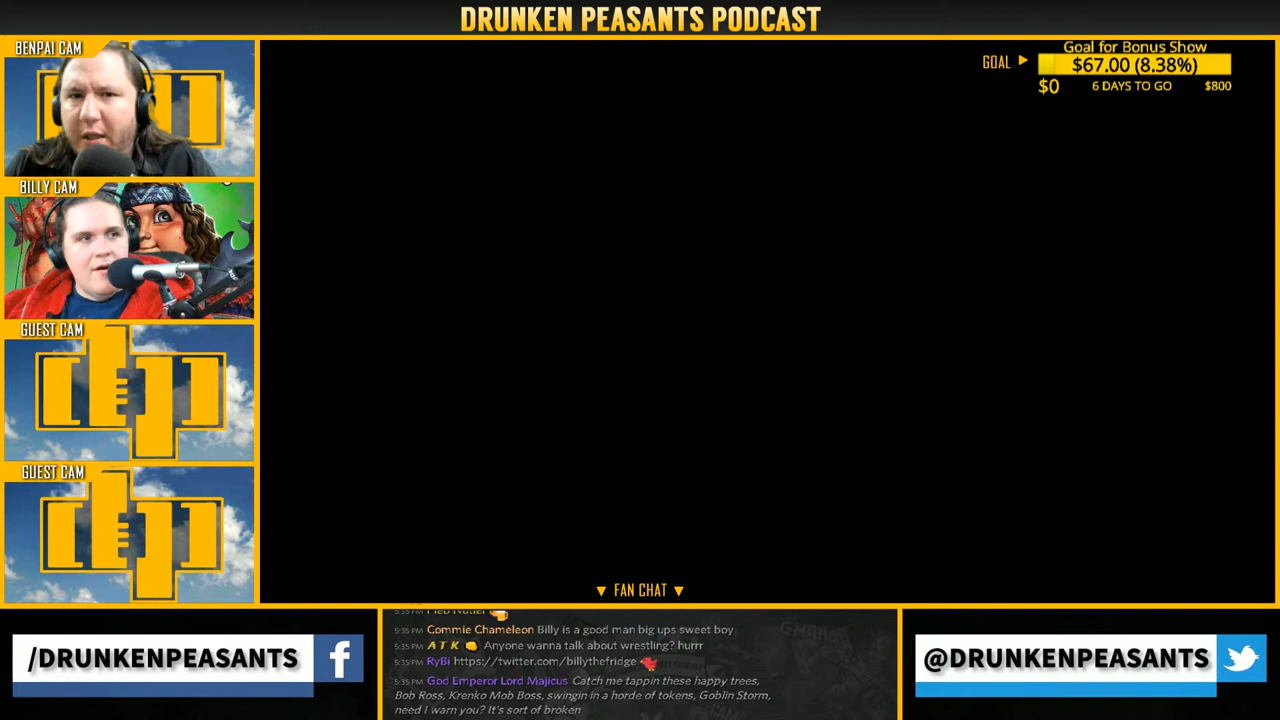 DRUNKEN PEASANTS PODCAST
BENPAI CAM
BILLY CAM
GUEST CAM
GUEST CAM
GOAL
Goal for Bonus Show
$67.00 (8.38%)
$0 6 DAYS TO GO $800
▼ FAN CHAT ▼
/DRUNKENPEASANTS
5:35 PM
5:35 PM Commie Chameleon Billy is a good man big ups sweet boy
5:35 PM A T K Anyone wanna talk about wrestling? hurrr
5:35 PM RyBi https://twitter.com/billythefridge
5:35 PM God Emperor Lord Majicus Catch me tappin these happy trees,
Bob Ross, Krenko Mob Boss, swingin in a horde of tokens, Goblin Storm,
need I warn you? It's sort of broken
@DRUNKENPEASANTS